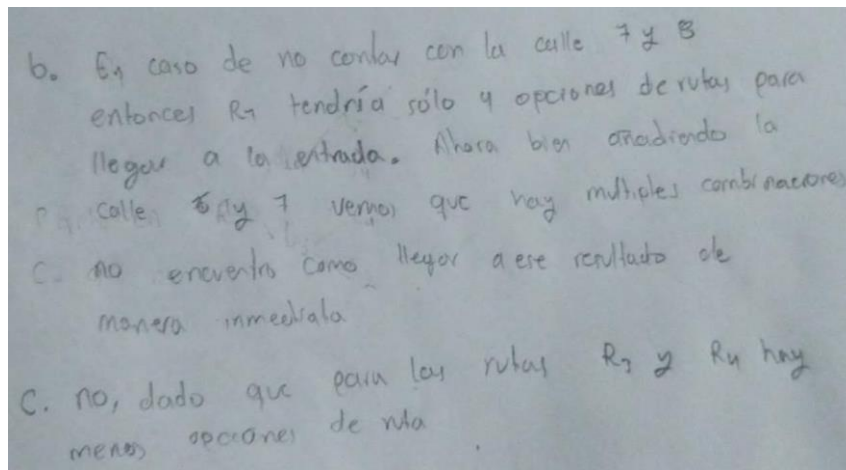 b. En caso de no contar con la calle 7 y 8
entonces R7 tendría sólo 4 opciones de rutas para
llegar a la entrada. Ahora bien añadiendo la
calle y 7 vemos que hay multiples combinaciones
C. no encuentro como llegar a ese resultado de
manera inmediata
C. no, dado que para las rutas R7 y R4 hay
menos opciones de ruta